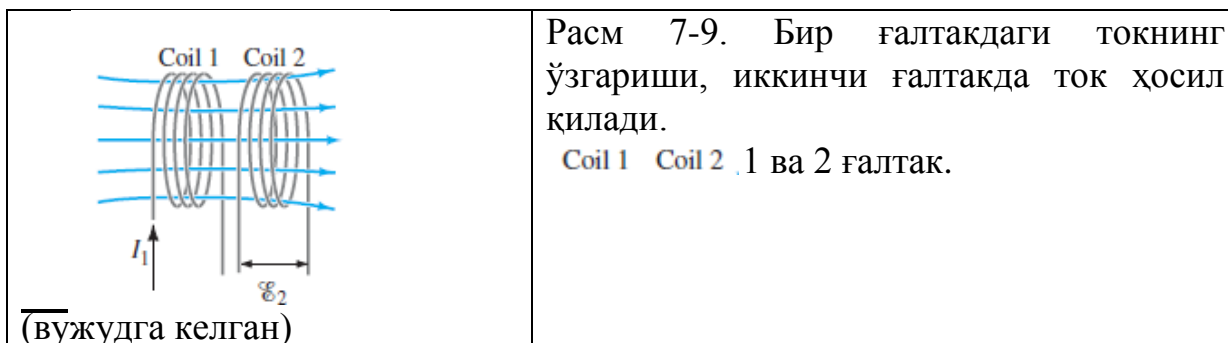 Coil 1 Coil 2
I₁
ℰ₂
(вужудга келган)
Расм 7-9. Бир ғалтакдаги токнинг
ўзгариши, иккинчи ғалтакда ток ҳосил
қилади.
Coil 1 Coil 2 1 ва 2 ғалтак.